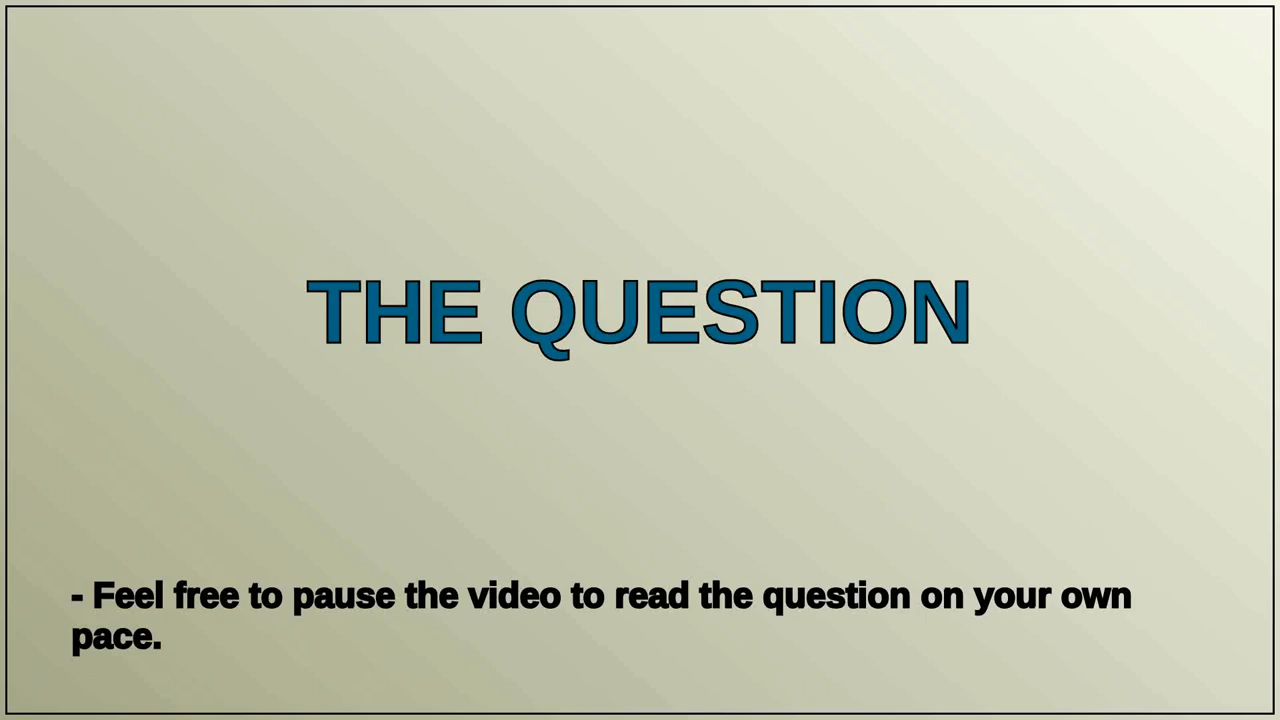 THE QUESTION
- Feel free to pause the video to read the question on your own
pace.